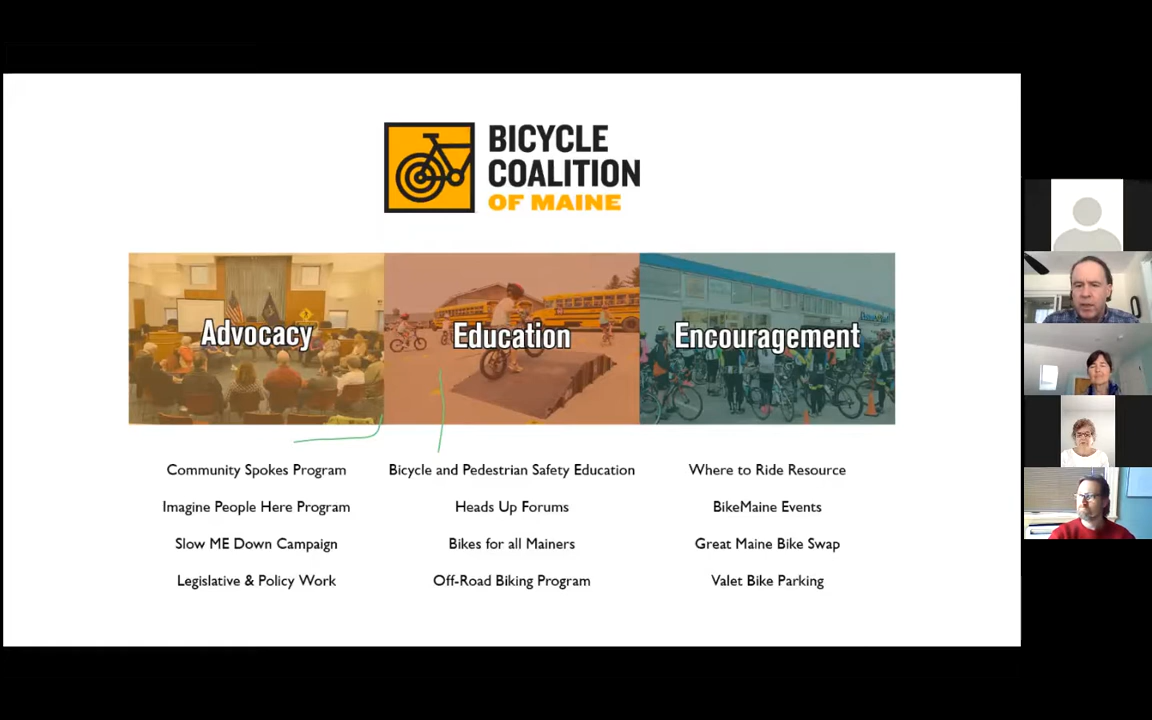 BICYCLE
COALITION
OF MAINE
Advocacy
Education
Encouragement
Community Spokes Program
Bicycle and Pedestrian Safety Education
Where to Ride Resource
Imagine People Here Program
Heads Up Forums
BikeMaine Events
Slow ME Down Campaign
Bikes for all Mainers
Great Maine Bike Swap
Legislative & Policy Work
Off-Road Biking Program
Valet Bike Parking